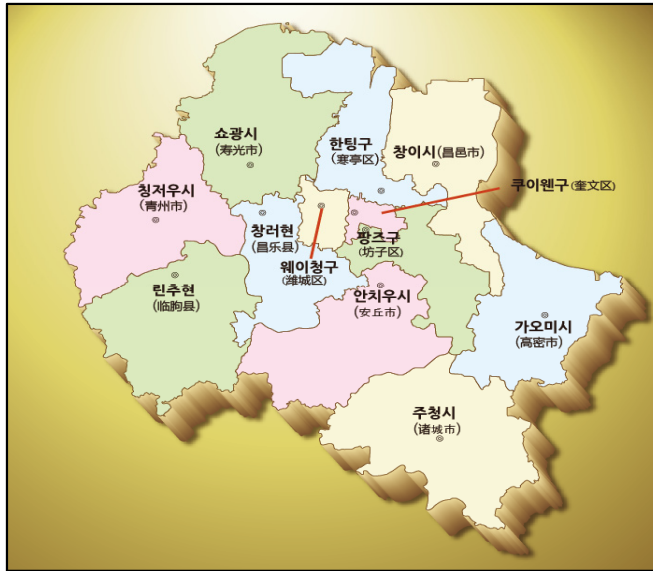 쇼광시
(寿光市)
한팅구
(寒亭区)
창이시(昌邑市)
칭저우시
(青州市)
쿠이웬구(奎文区)
창러현
(昌乐县)
팡즈구
(坊子区)
웨이청구
(潍城区)
린추현
(临朐县)
안치우시
(安丘市)
가오미시
(高密市)
주청시
(诸城市)